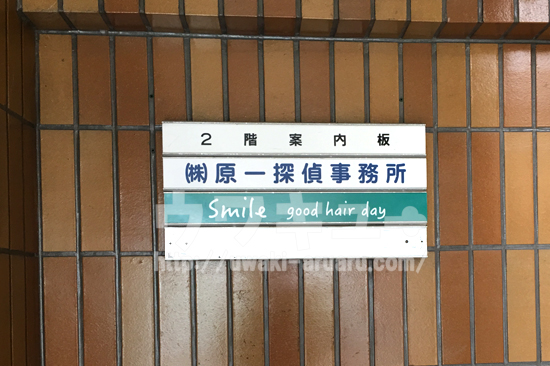 2階案内板
㈱原一探偵事務所
Smile good hair day